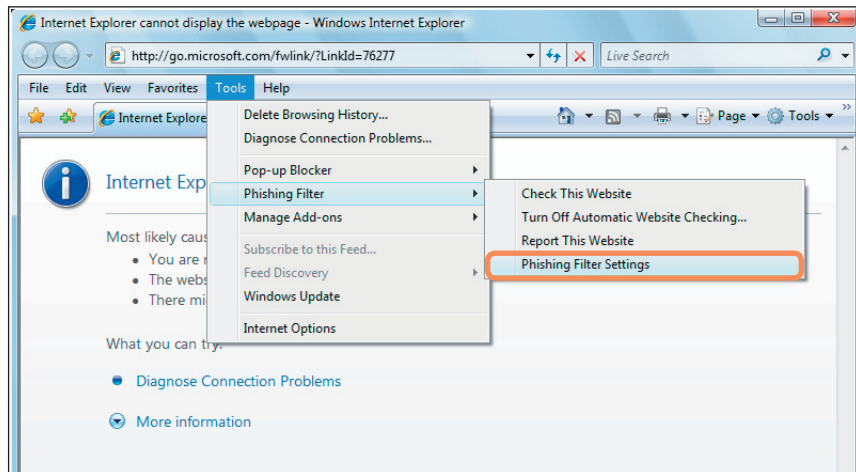 Internet Explorer cannot display the webpage - Windows Internet Explorer
http://go.microsoft.com/fwlink/?LinkId=76277
Live Search
File Edit View Favorites Tools Help
Internet Explore
Page Tools
Delete Browsing History...
Diagnose Connection Problems...
Pop-up Blocker
Phishing Filter
Manage Add-ons
Subscribe to this Feed...
Feed Discovery
Windows Update
Internet Options
Check This Website
Turn Off Automatic Website Checking...
Report This Website
Phishing Filter Settings
Internet Exp
Most likely caus
You are
The webs
There mi
What you can try:
Diagnose Connection Problems
More information